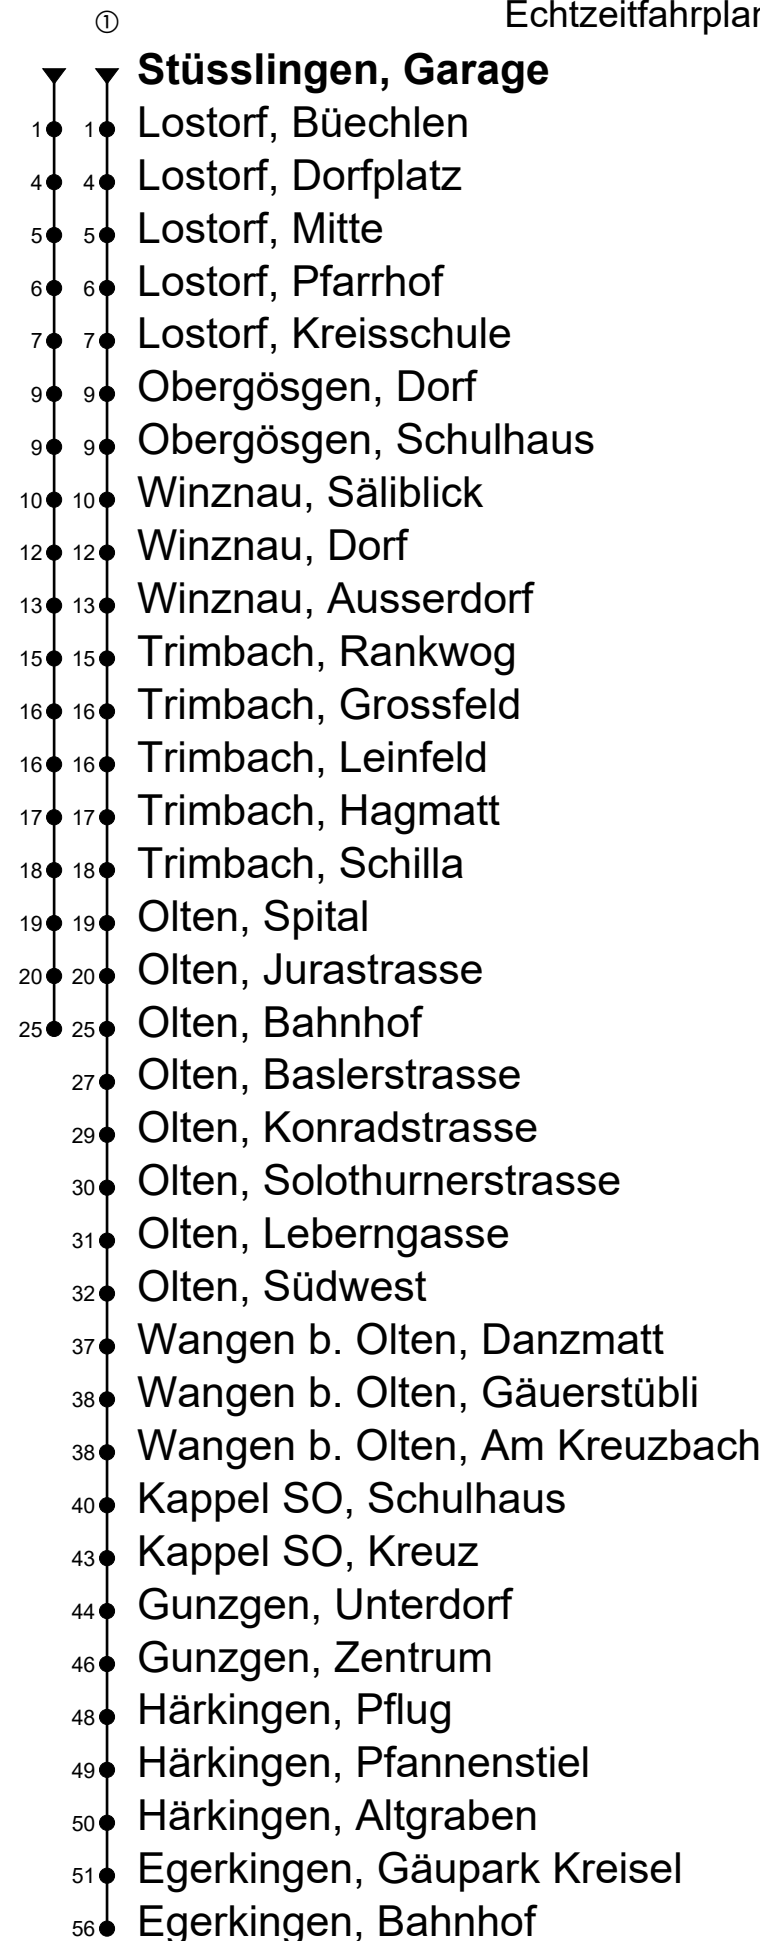 ① Echtzeitfahrplan
Stüsslingen, Garage
1 1 Lostorf, Büechlen
4 4 Lostorf, Dorfplatz
5 5 Lostorf, Mitte
6 6 Lostorf, Pfarrhof
7 7 Lostorf, Kreisschule
9 9 Obergösgen, Dorf
9 9 Obergösgen, Schulhaus
10 10 Winznau, Säliblick
12 12 Winznau, Dorf
13 13 Winznau, Ausserdorf
15 15 Trimbach, Rankwog
16 16 Trimbach, Grossfeld
16 16 Trimbach, Leinfeld
17 17 Trimbach, Hagmatt
18 18 Trimbach, Schilla
19 19 Olten, Spital
20 20 Olten, Jurastrasse
25 25 Olten, Bahnhof
27 Olten, Baslerstrasse
29 Olten, Konradstrasse
30 Olten, Solothurnerstrasse
31 Olten, Leberngasse
32 Olten, Südwest
37 Wangen b. Olten, Danzmatt
38 Wangen b. Olten, Gäuerstübli
38 Wangen b. Olten, Am Kreuzbach
40 Kappel SO, Schulhaus
43 Kappel SO, Kreuz
44 Gunzgen, Unterdorf
46 Gunzgen, Zentrum
48 Härkingen, Pflug
49 Härkingen, Pfannenstiel
50 Härkingen, Altgraben
51 Egerkingen, Gäupark Kreisel
56 Egerkingen, Bahnhof